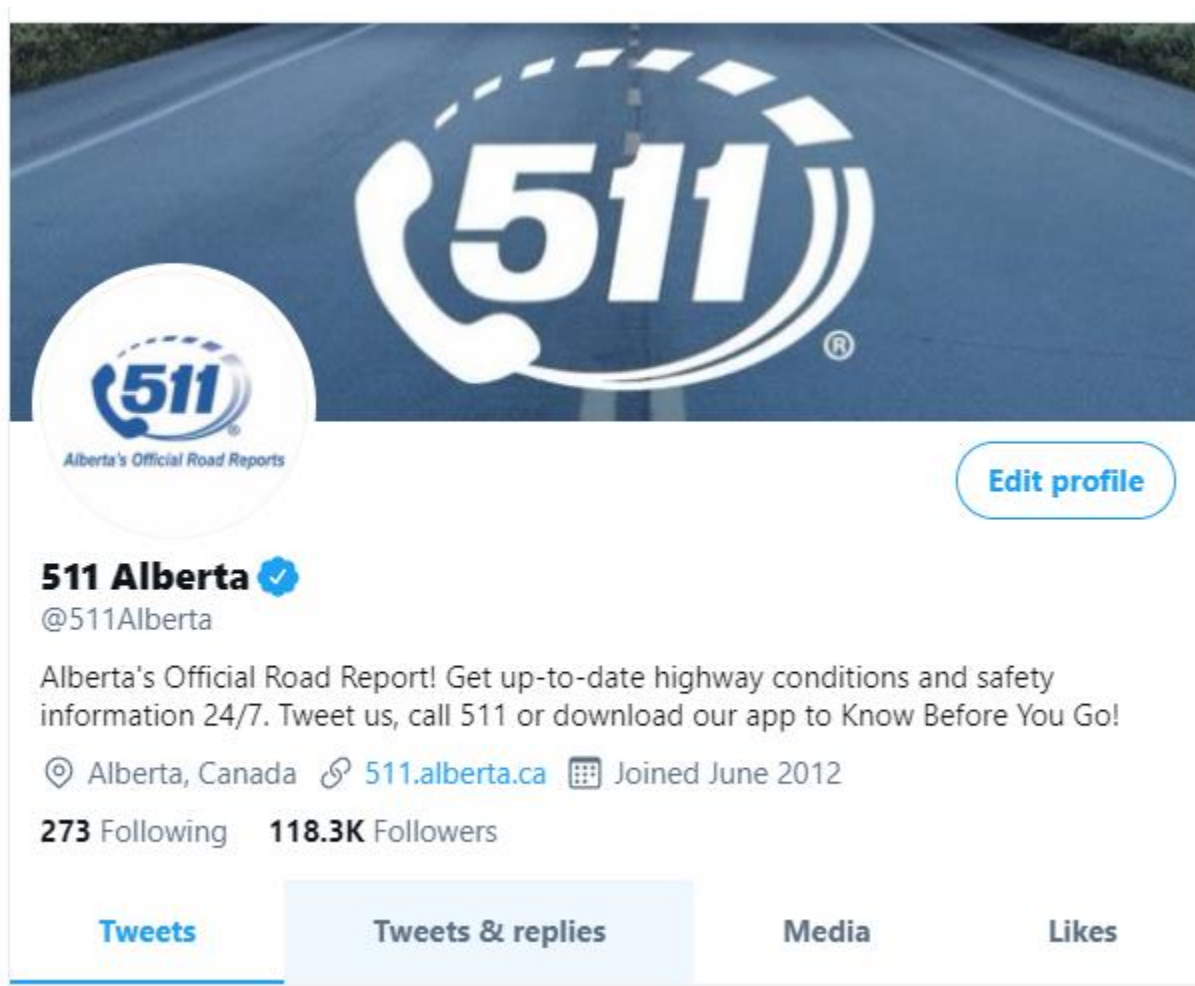 511
®
511
®
Alberta's Official Road Reports
Edit profile
511 Alberta
@511Alberta
Alberta's Official Road Report! Get up-to-date highway conditions and safety
information 24/7. Tweet us, call 511 or download our app to Know Before You Go!
Alberta, Canada 511.alberta.ca Joined June 2012
273 Following 118.3K Followers
Tweets Tweets & replies Media Likes